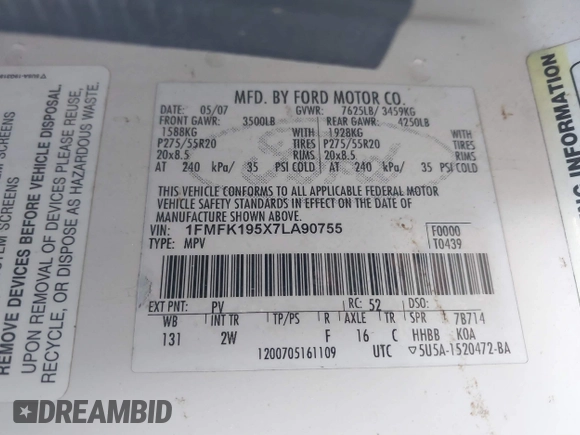 MFD. BY FORD MOTOR CO.
DATE: 05/07 GVWR: 7625LB/ 3459KG
FRONT GAWR: 3500LB REAR GAWR: 4250LB
1588KG WITH 1928KG WITH
P275/55R20 TIRES P275/55R20 TIRES
20x8.5 RIMS 20x8.5 RIMS
AT 240 kPa/ 35 PSI COLD AT 240 kPa/ 35 PSI COLD
THIS VEHICLE CONFORMS TO ALL APPLICABLE FEDERAL MOTOR
VEHICLE SAFETY STANDARDS IN EFFECT ON THE DATE OF
MANUFACTURE SHOWN ABOVE.
VIN: 1FMFK195X7LA90755 F0000
TYPE: MPV T0439
EXT PNT: PV RC: 52 DSO:
WB INT TR TP/PS R AXLE TR SPR 7B714
131 2W F 16 C HHBB K0A
1200705161109 UTC 5U5A-1520472-BA
SCREENS
STEM SCREENS
REMOVE DEVICES BEFORE VEHICLE DISPOSAL.
UPON REMOVAL OF DEVICES PLEASE REUSE,
RECYCLE, OR DISPOSE AS HAZARDOUS WASTE.
DREAMBID